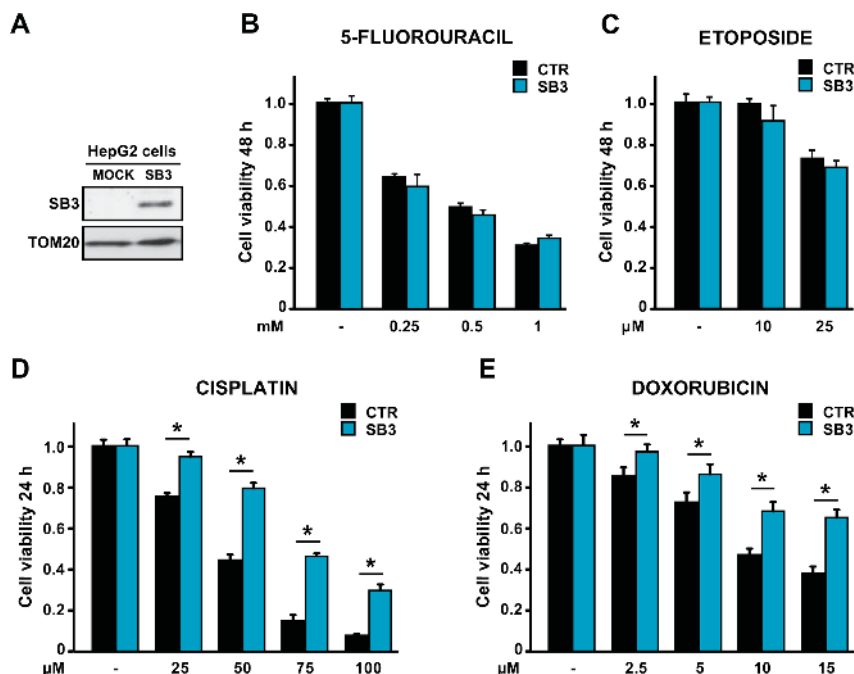 A
HepG2 cells
MOCK SB3
SB3
TOM20
B
5-FLUOROURACIL
CTR
SB3
Cell viability 48 h
1.0
0.8
0.6
0.4
0.2
0
mM - 0.25 0.5 1
C
ETOPOSIDE
CTR
SB3
Cell viability 48 h
1.0
0.8
0.6
0.4
0.2
0
µM - 10 25
D
CISPLATIN
CTR
SB3
Cell viability 24 h
1.0
0.8
0.6
0.4
0.2
0
* * * *
µM - 25 50 75 100
E
DOXORUBICIN
CTR
SB3
Cell viability 24 h
1.0
0.8
0.6
0.4
0.2
0
* * * *
µM - 2.5 5 10 15